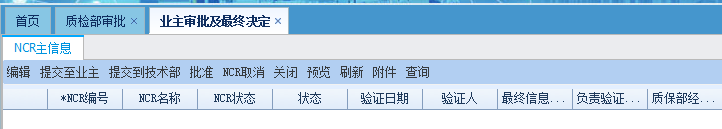 首页 质检部审批 × 业主审批及最终决定 ×
NCR主信息
编辑 提交至业主 提交到技术部 批准 NCR取消 关闭 预览 刷新 附件 查询
*NCR编号 NCR名称 NCR状态 状态 验证日期 验证人 最终信息... 负责验证... 质保部经...